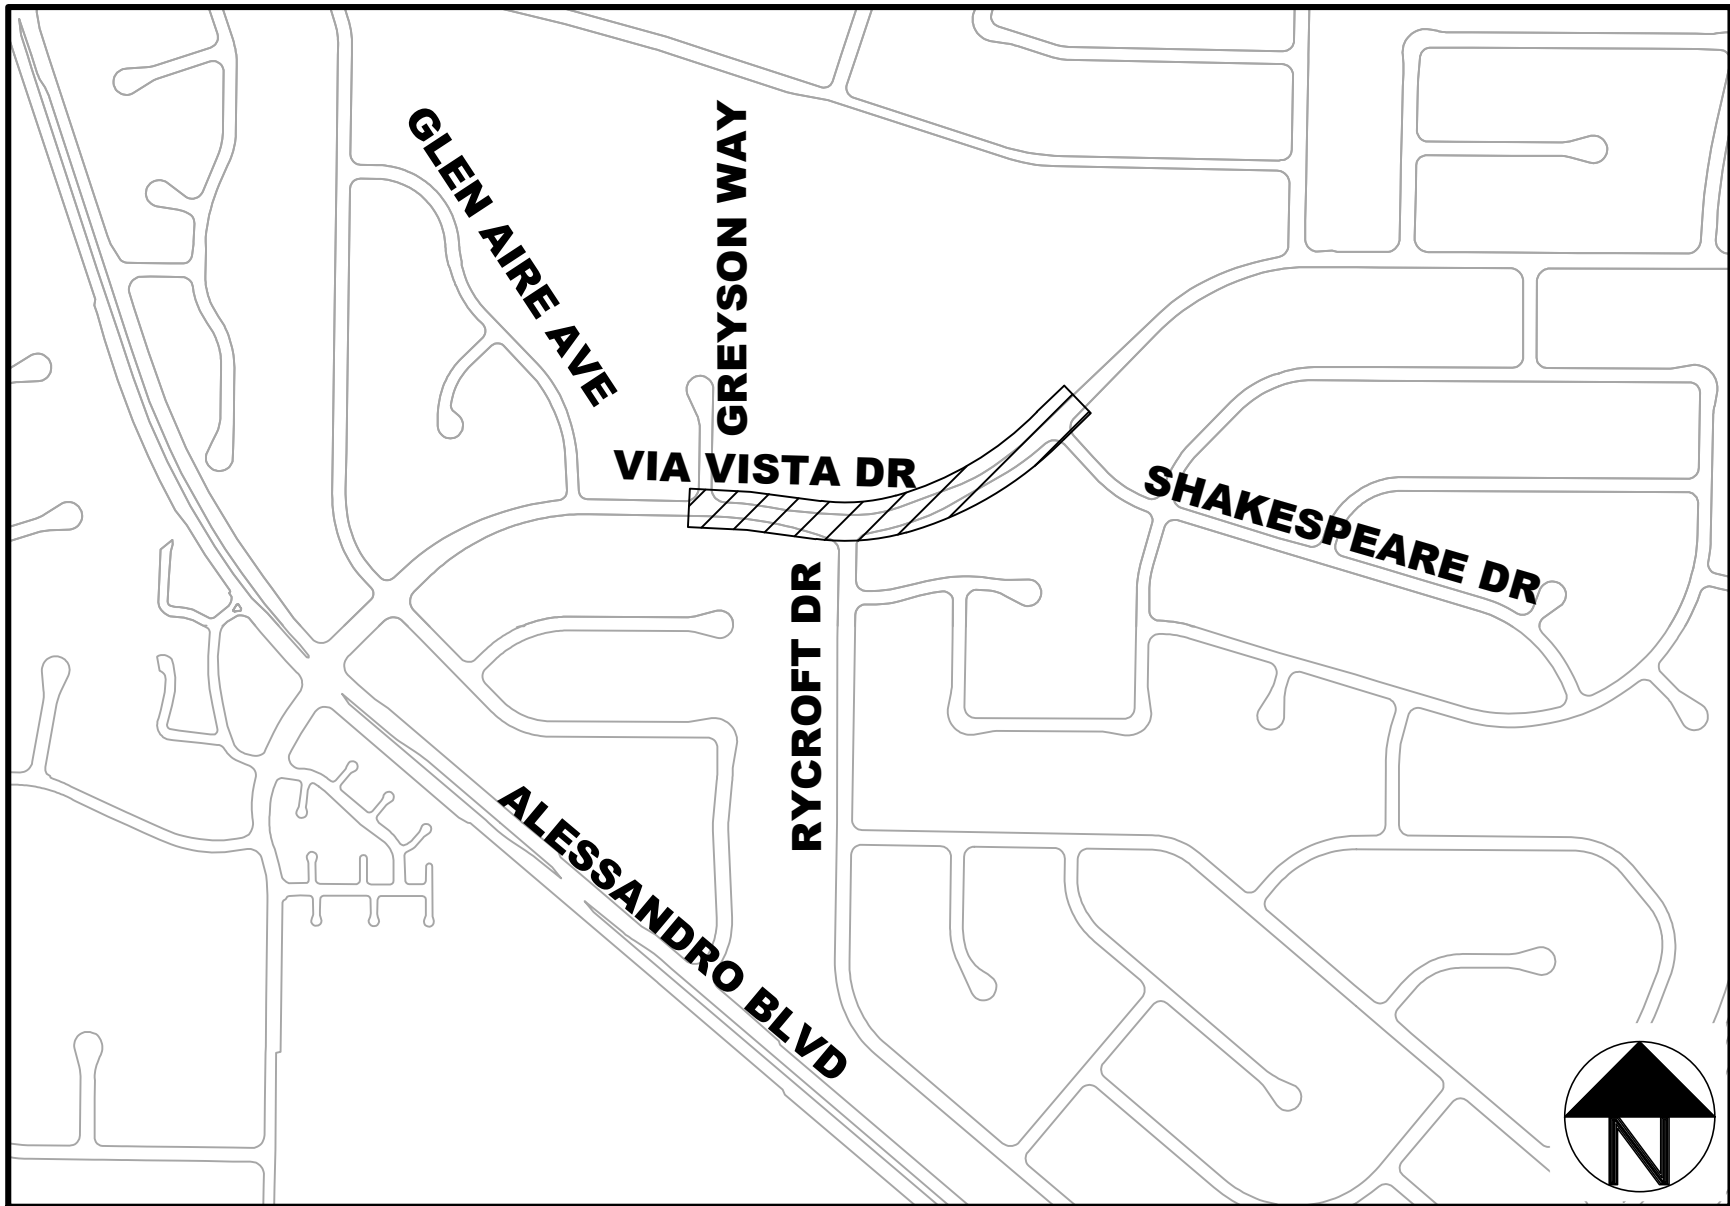 GLEN AIRE AVE
GREYSON WAY
VIA VISTA DR
SHAKESPEARE DR
RYCROFT DR
ALESSANDRO BLVD
N